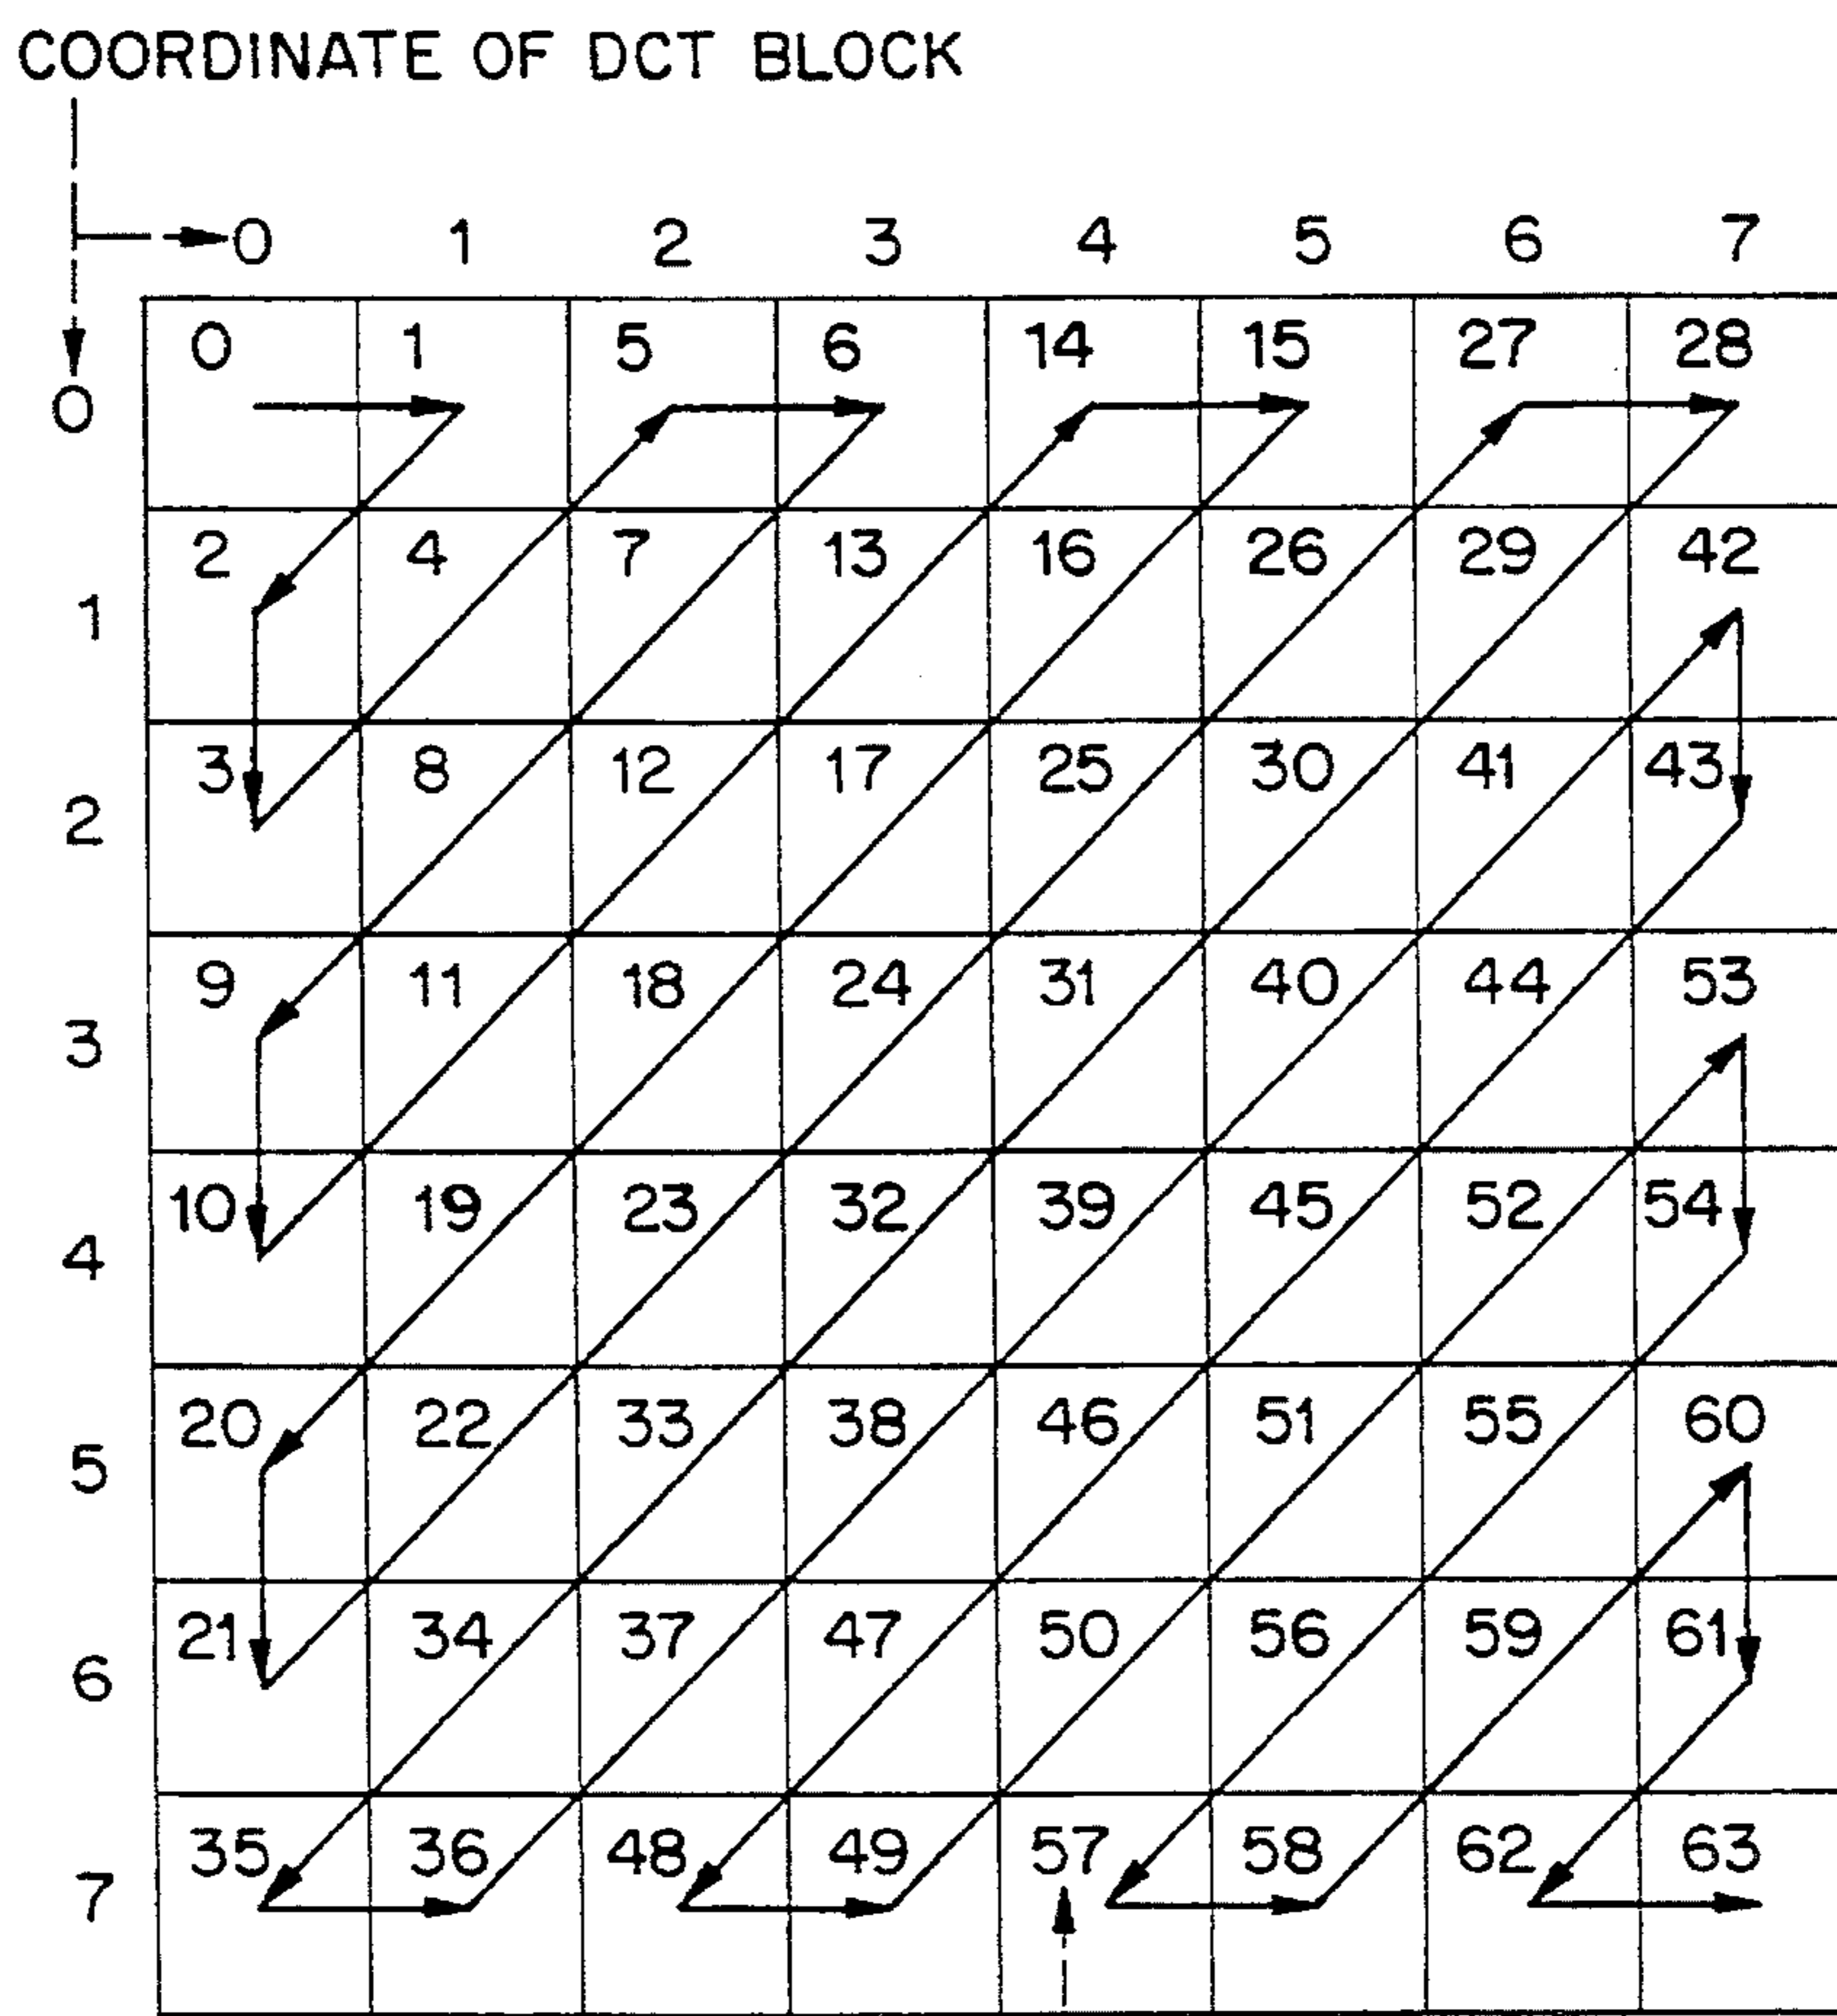 COORDINATE OF DCT BLOCK
0 1 2 3 4 5 6 7
0 0 1 5 6 14 15 27 28
1 2 4 7 13 16 26 29 42
2 3 8 12 17 25 30 41 43
3 9 11 18 24 31 40 44 53
4 10 19 23 32 39 45 52 54
5 20 22 33 38 46 51 55 60
6 21 34 37 47 50 56 59 61
7 35 36 48 49 57 58 62 63